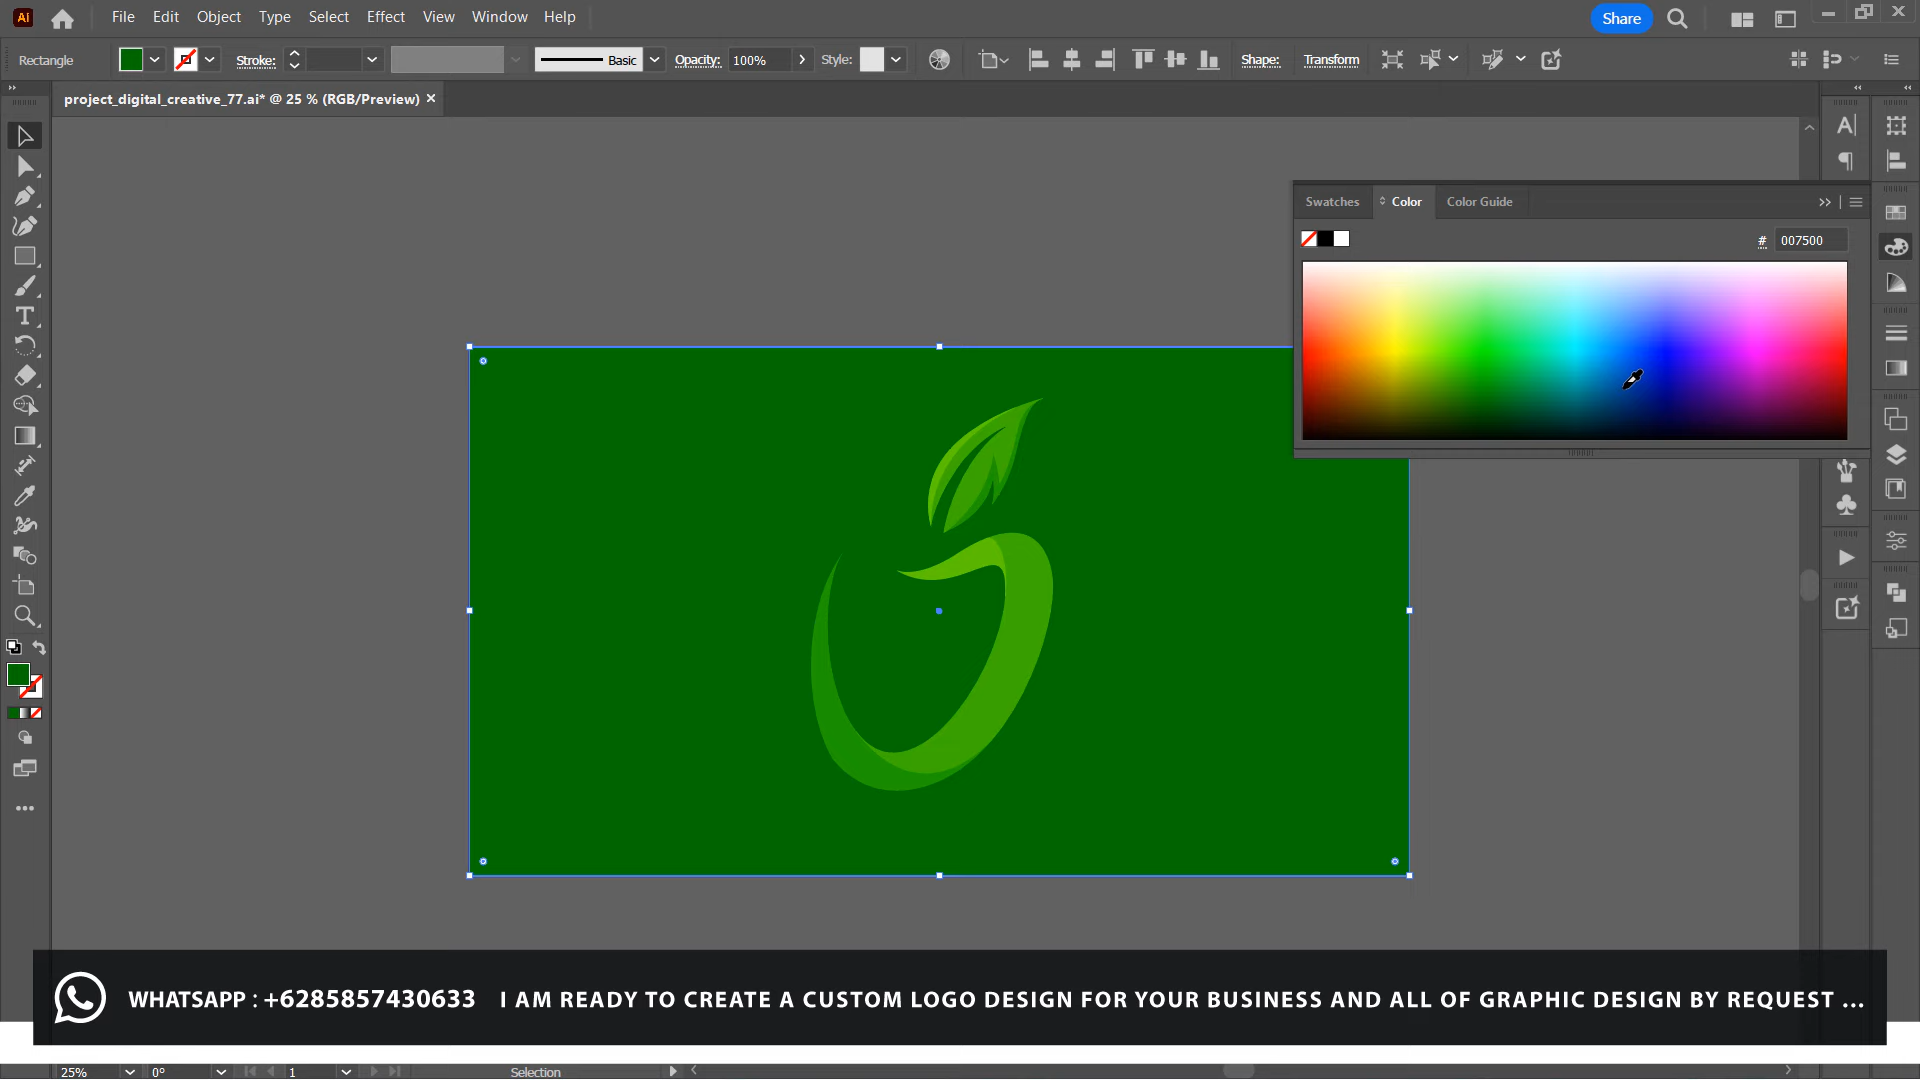 Ai File Edit Object Type Select Effect View Window Help Share
Rectangle Stroke: Basic Opacity: 100% Style: Shape: Transform
project_digital_creative_77.ai* @ 25 % (RGB/Preview)
Swatches Color Color Guide
# 007500
WHATSAPP : +6285857430633 I AM READY TO CREATE A CUSTOM LOGO DESIGN FOR YOUR BUSINESS AND ALL OF GRAPHIC DESIGN BY REQUEST ...
25% 0° 1 Selection